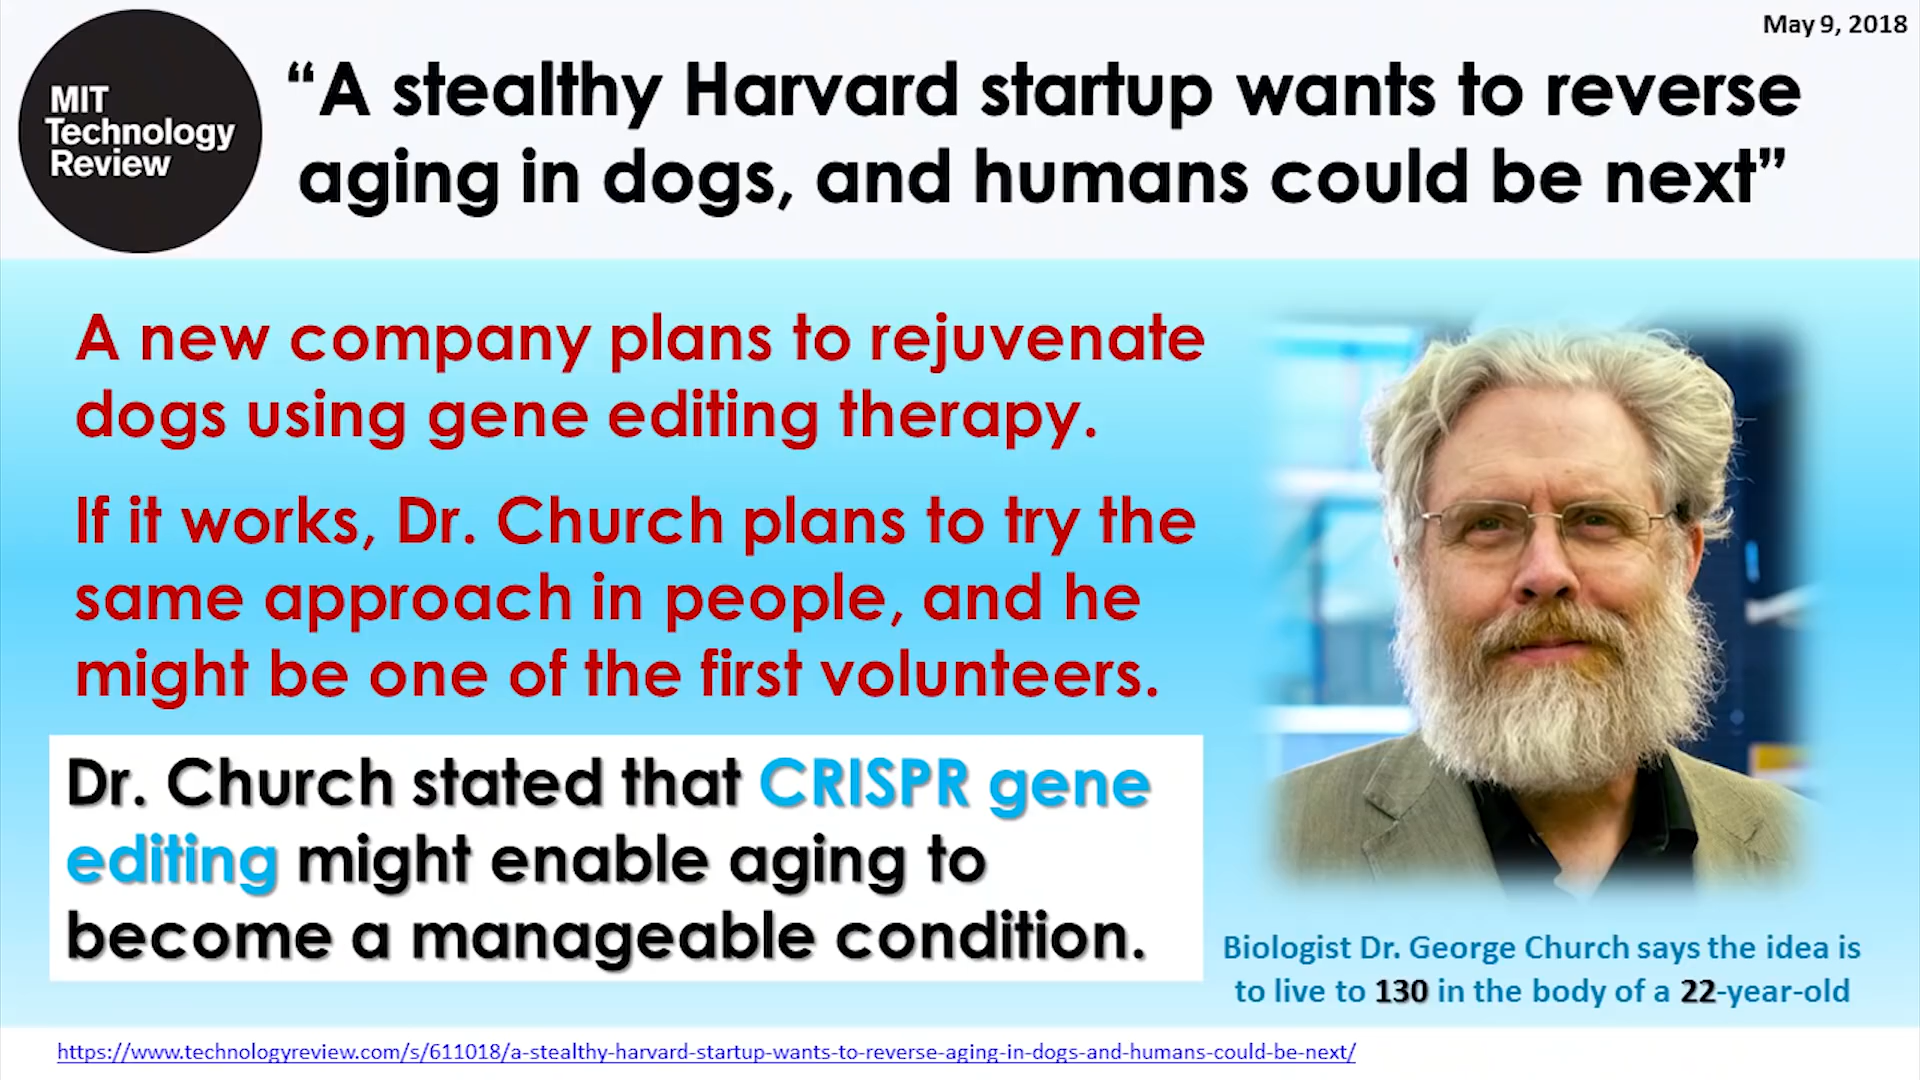 May 9, 2018
MIT
Technology
Review
“A stealthy Harvard startup wants to reverse
aging in dogs, and humans could be next”
A new company plans to rejuvenate
dogs using gene editing therapy.
If it works, Dr. Church plans to try the
same approach in people, and he
might be one of the first volunteers.
Dr. Church stated that CRISPR gene
editing might enable aging to
become a manageable condition.
Biologist Dr. George Church says the idea is
to live to 130 in the body of a 22-year-old
https://www.technologyreview.com/s/611018/a-stealthy-harvard-startup-wants-to-reverse-aging-in-dogs-and-humans-could-be-next/